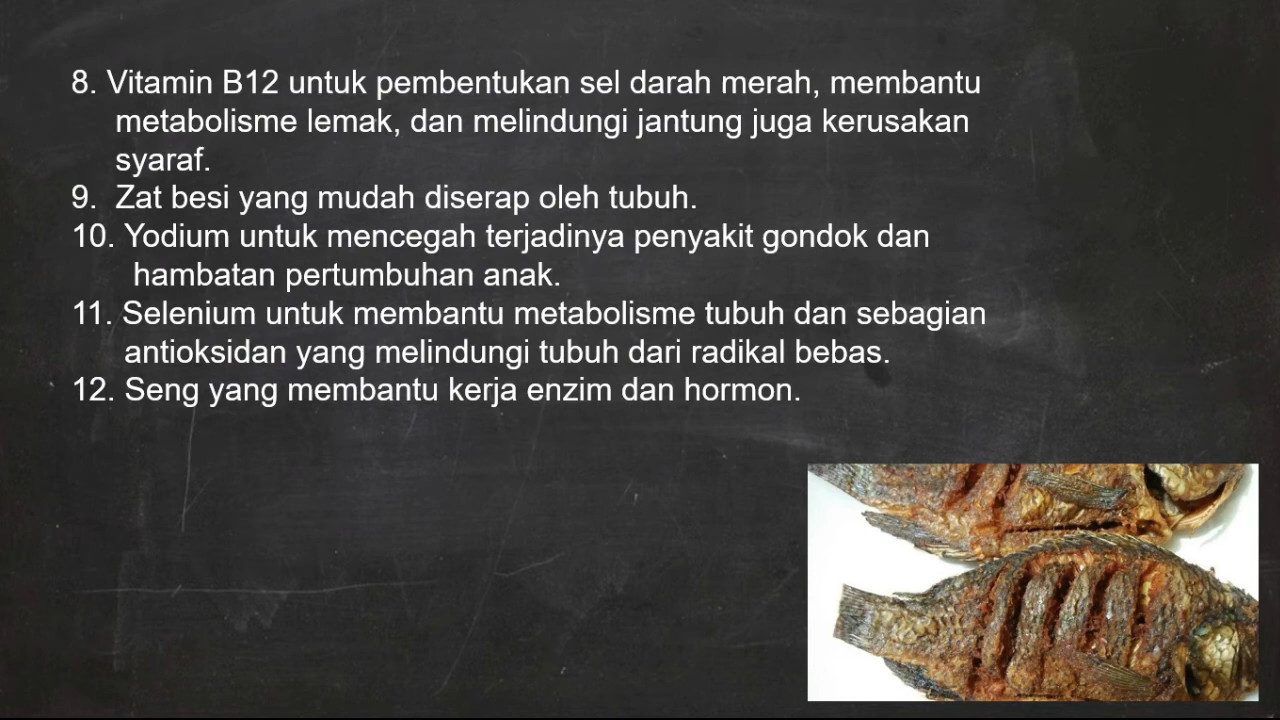 8. Vitamin B12 untuk pembentukan sel darah merah, membantu
metabolisme lemak, dan melindungi jantung juga kerusakan
syaraf.
9. Zat besi yang mudah diserap oleh tubuh.
10. Yodium untuk mencegah terjadinya penyakit gondok dan
hambatan pertumbuhan anak.
11. Selenium untuk membantu metabolisme tubuh dan sebagian
antioksidan yang melindungi tubuh dari radikal bebas.
12. Seng yang membantu kerja enzim dan hormon.